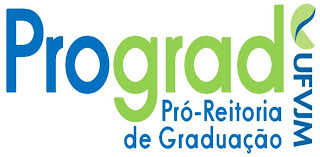 Prograd
UFVJM
Pró-Reitoria
de Graduação